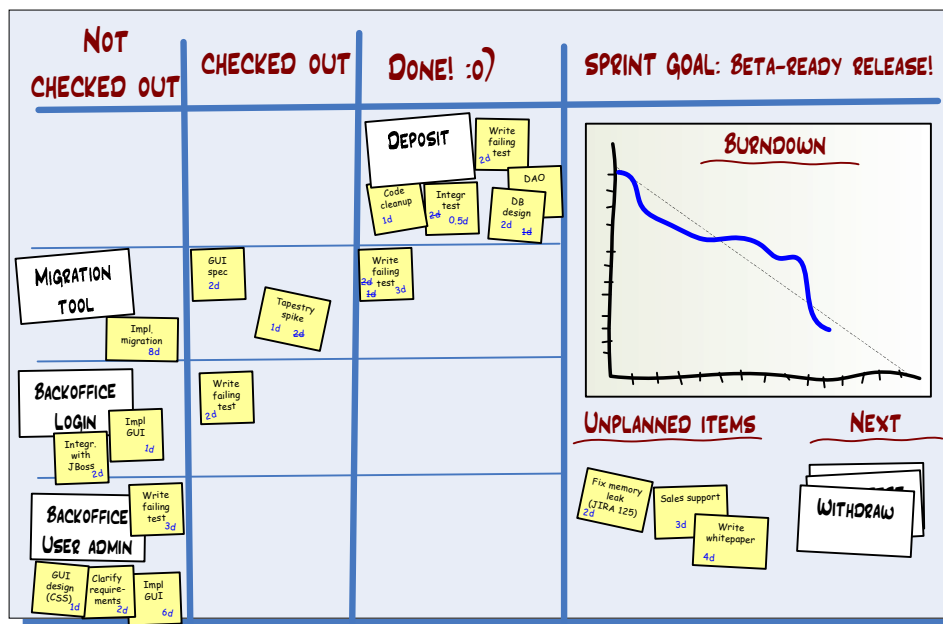 NOT
CHECKED OUT
CHECKED OUT
DONE! :o)
SPRINT GOAL: BETA-READY RELEASE!
DEPOSIT
Write
failing
test
2d
DAO
Code
cleanup
1d
Integr
test
2d 0,5d
DB
design
2d
1d
MIGRATION
TOOL
Impl.
migration
8d
GUI
spec
2d
Tapestry
spike
1d 2d
Write
failing
2d test
1d 3d
BACKOFFICE
LOGIN
Impl
GUI
1d
Integr.
with
JBoss
2d
Write
failing
test
2d
BACKOFFICE
USER ADMIN
Write
failing
test
3d
GUI
design
(CSS)
1d
Clarify
require-
ments
2d
Impl
GUI
6d
BURNDOWN
UNPLANNED ITEMS
Fix memory
leak
(JIRA 125)
2d
Sales support
3d
Write
whitepaper
4d
NEXT
WITHDRAW